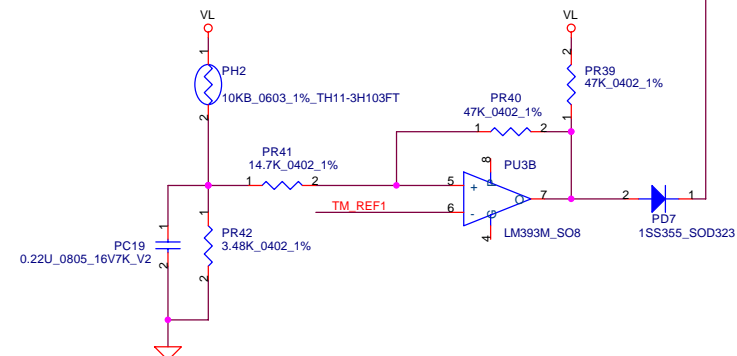 VL
VL
1
PH2
10KB_0603_1%_TH11-3H103FT
2
2
PR39
47K_0402_1%
1
PR40
47K_0402_1%
1
2
PR41
14.7K_0402_1%
1
2
8
PU3B
5
+
P
7
O
TM_REF1
6
-
G
4
LM393M_SO8
2
1
PD7
1SS355_SOD323
1
PC19
0.22U_0805_16V7K_V2
2
1
PR42
3.48K_0402_1%
2